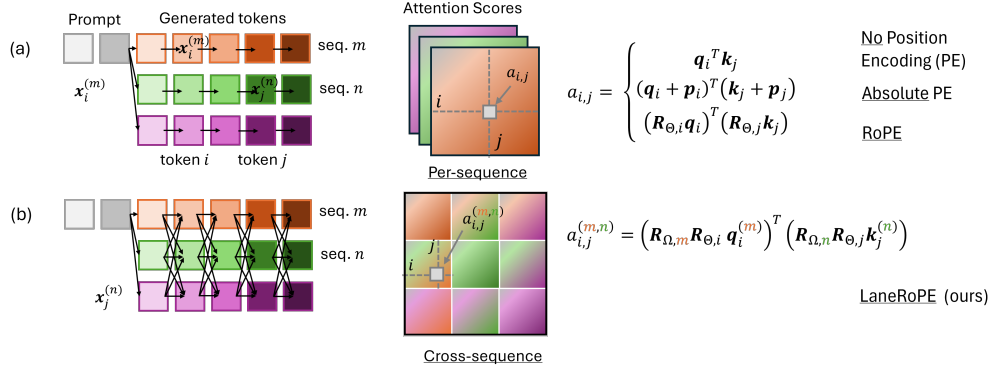 Prompt
Generated tokens
Attention Scores
(a)
x_i^{(m)}
seq. m
x_j^{(n)}
seq. n
x_i^{(m)}
token i
token j
a_{i,j}
i
j
Per-sequence
a_{i,j} = { q_i^T k_j
(q_i + p_i)^T (k_j + p_j)
(R_{Θ,i} q_i)^T (R_{Θ,j} k_j)
No Position
Encoding (PE)
Absolute PE
RoPE
(b)
seq. m
seq. n
x_j^{(n)}
a_{i,j}^{(m,n)}
j
i
Cross-sequence
a_{i,j}^{(m,n)} = (R_{Ω,m} R_{Θ,i} q_i^{(m)})^T (R_{Ω,n} R_{Θ,j} k_j^{(n)})
LaneRoPE (ours)